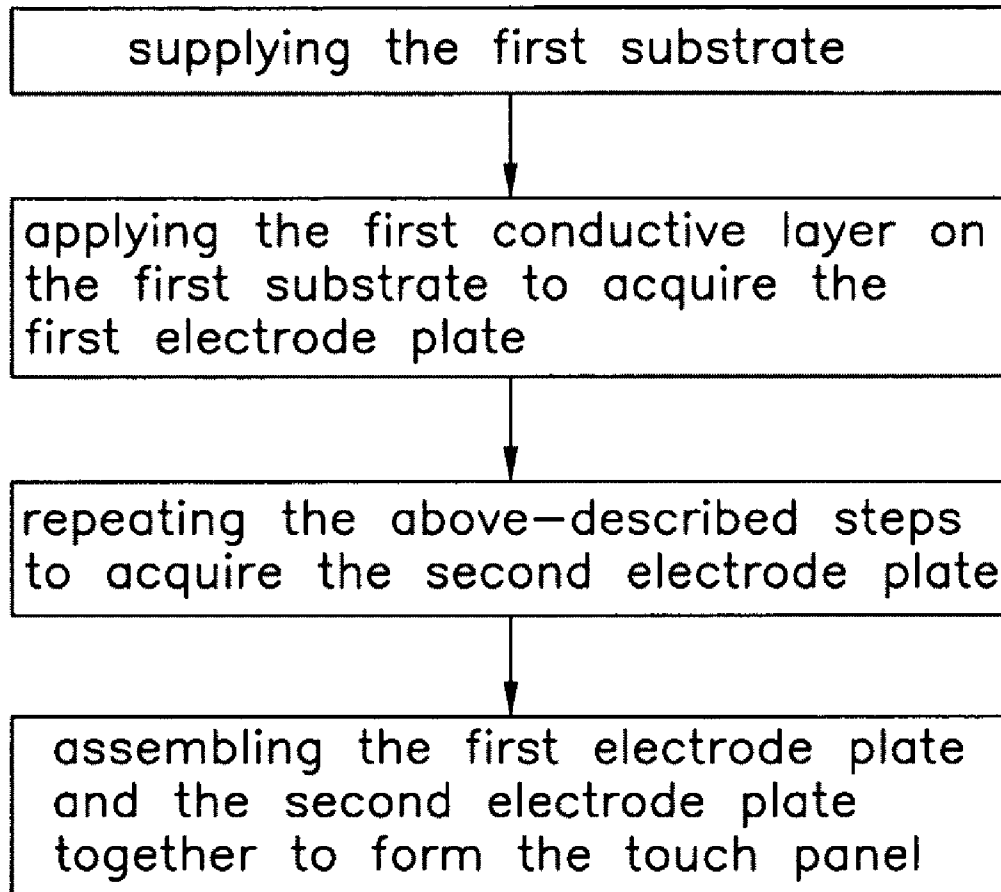 supplying the first substrate
applying the first conductive layer on
the first substrate to acquire the
first electrode plate
repeating the above-described steps
to acquire the second electrode plate
assembling the first electrode plate
and the second electrode plate
together to form the touch panel